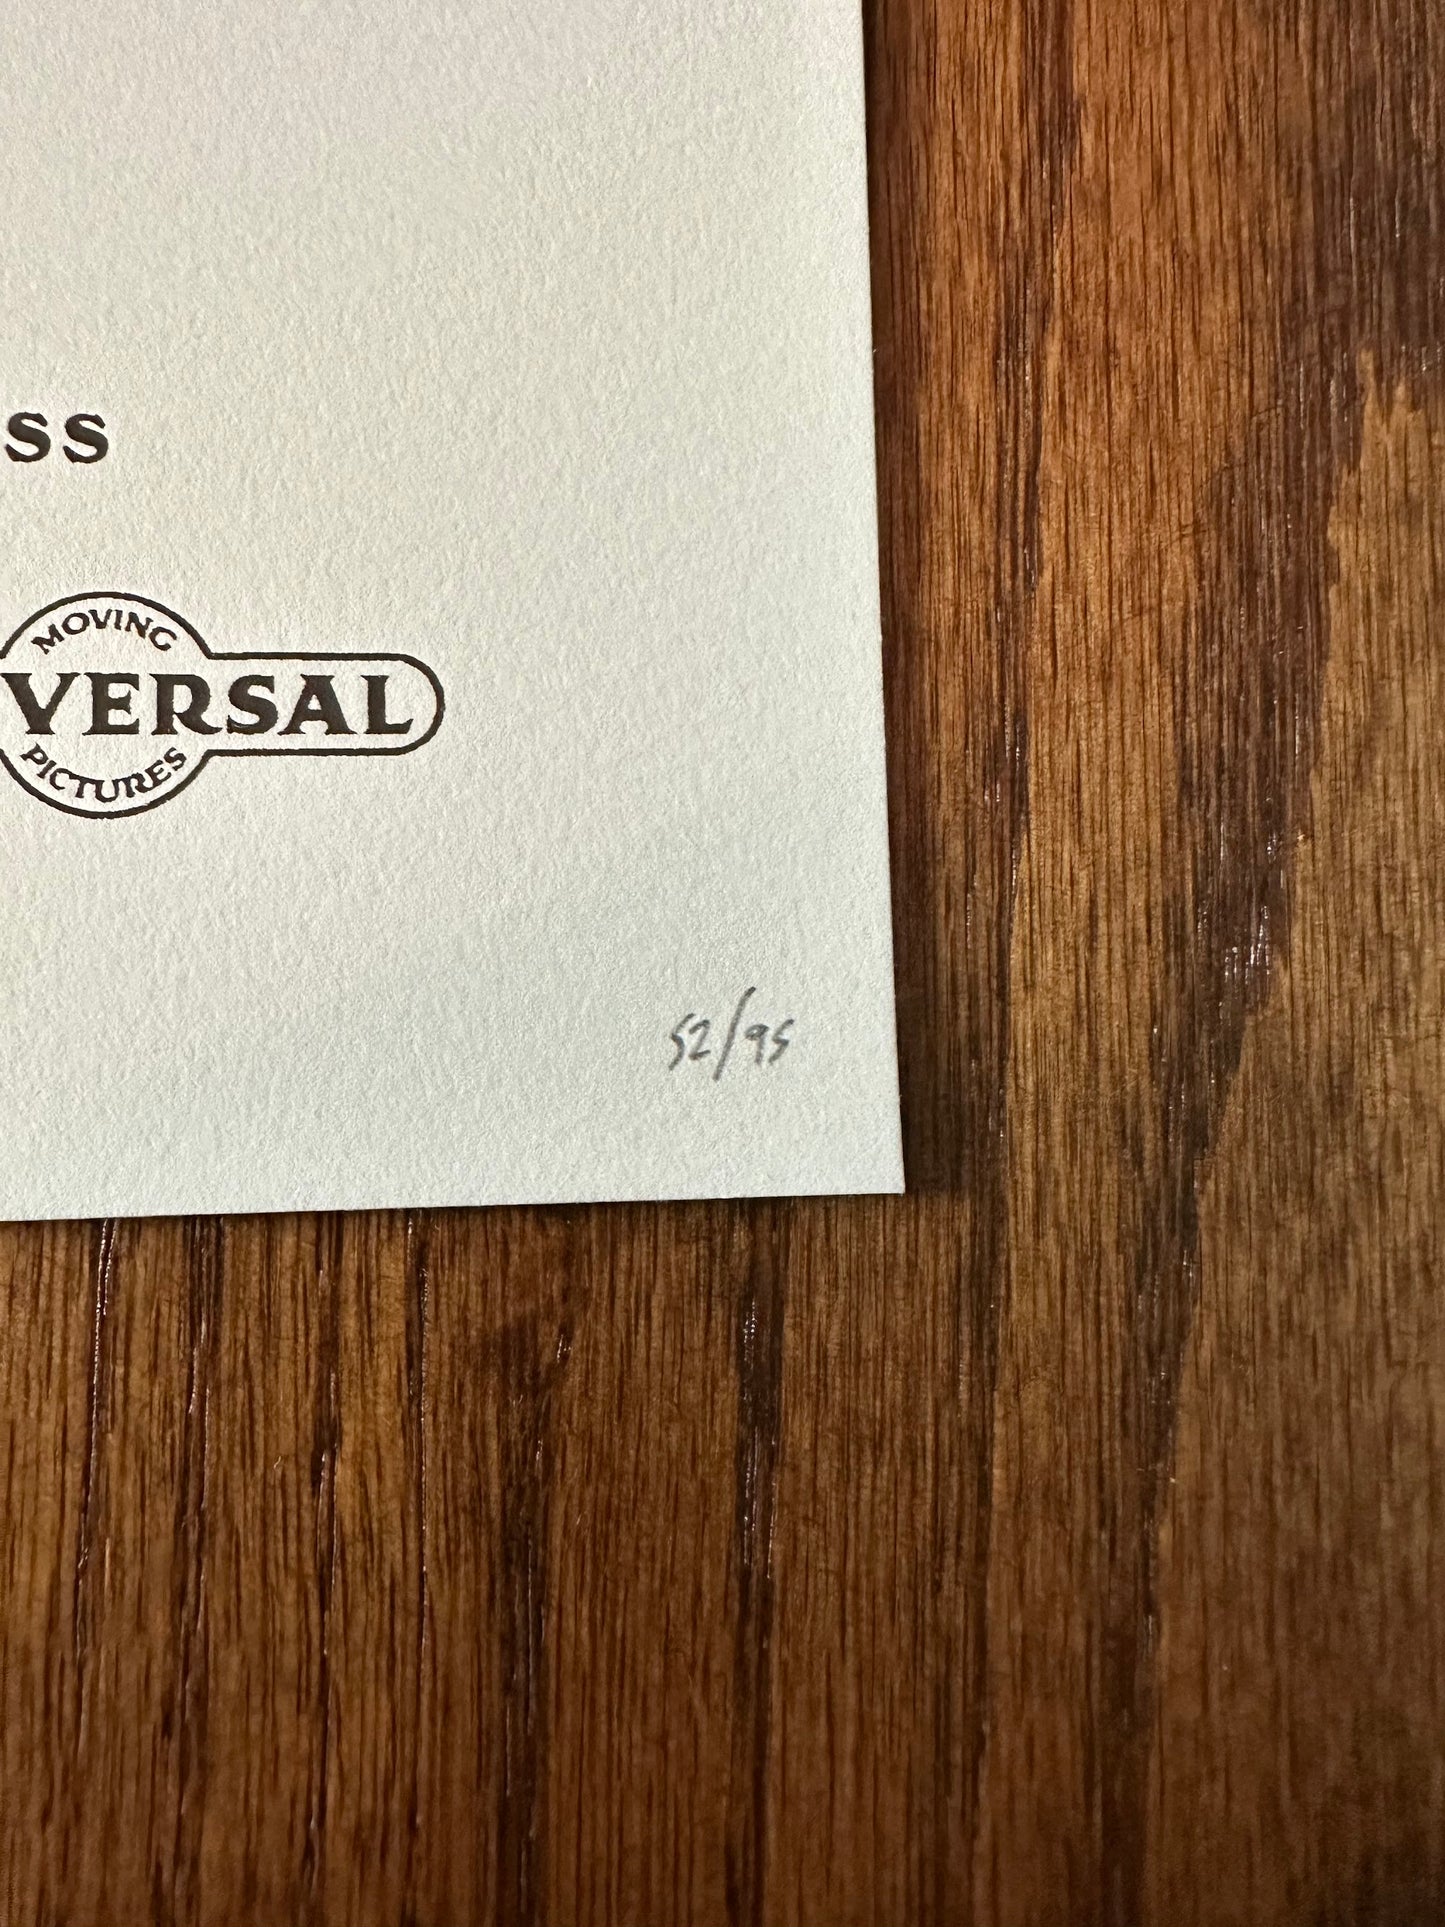 SS
MOVING
VERSAL
PICTURES
52/95